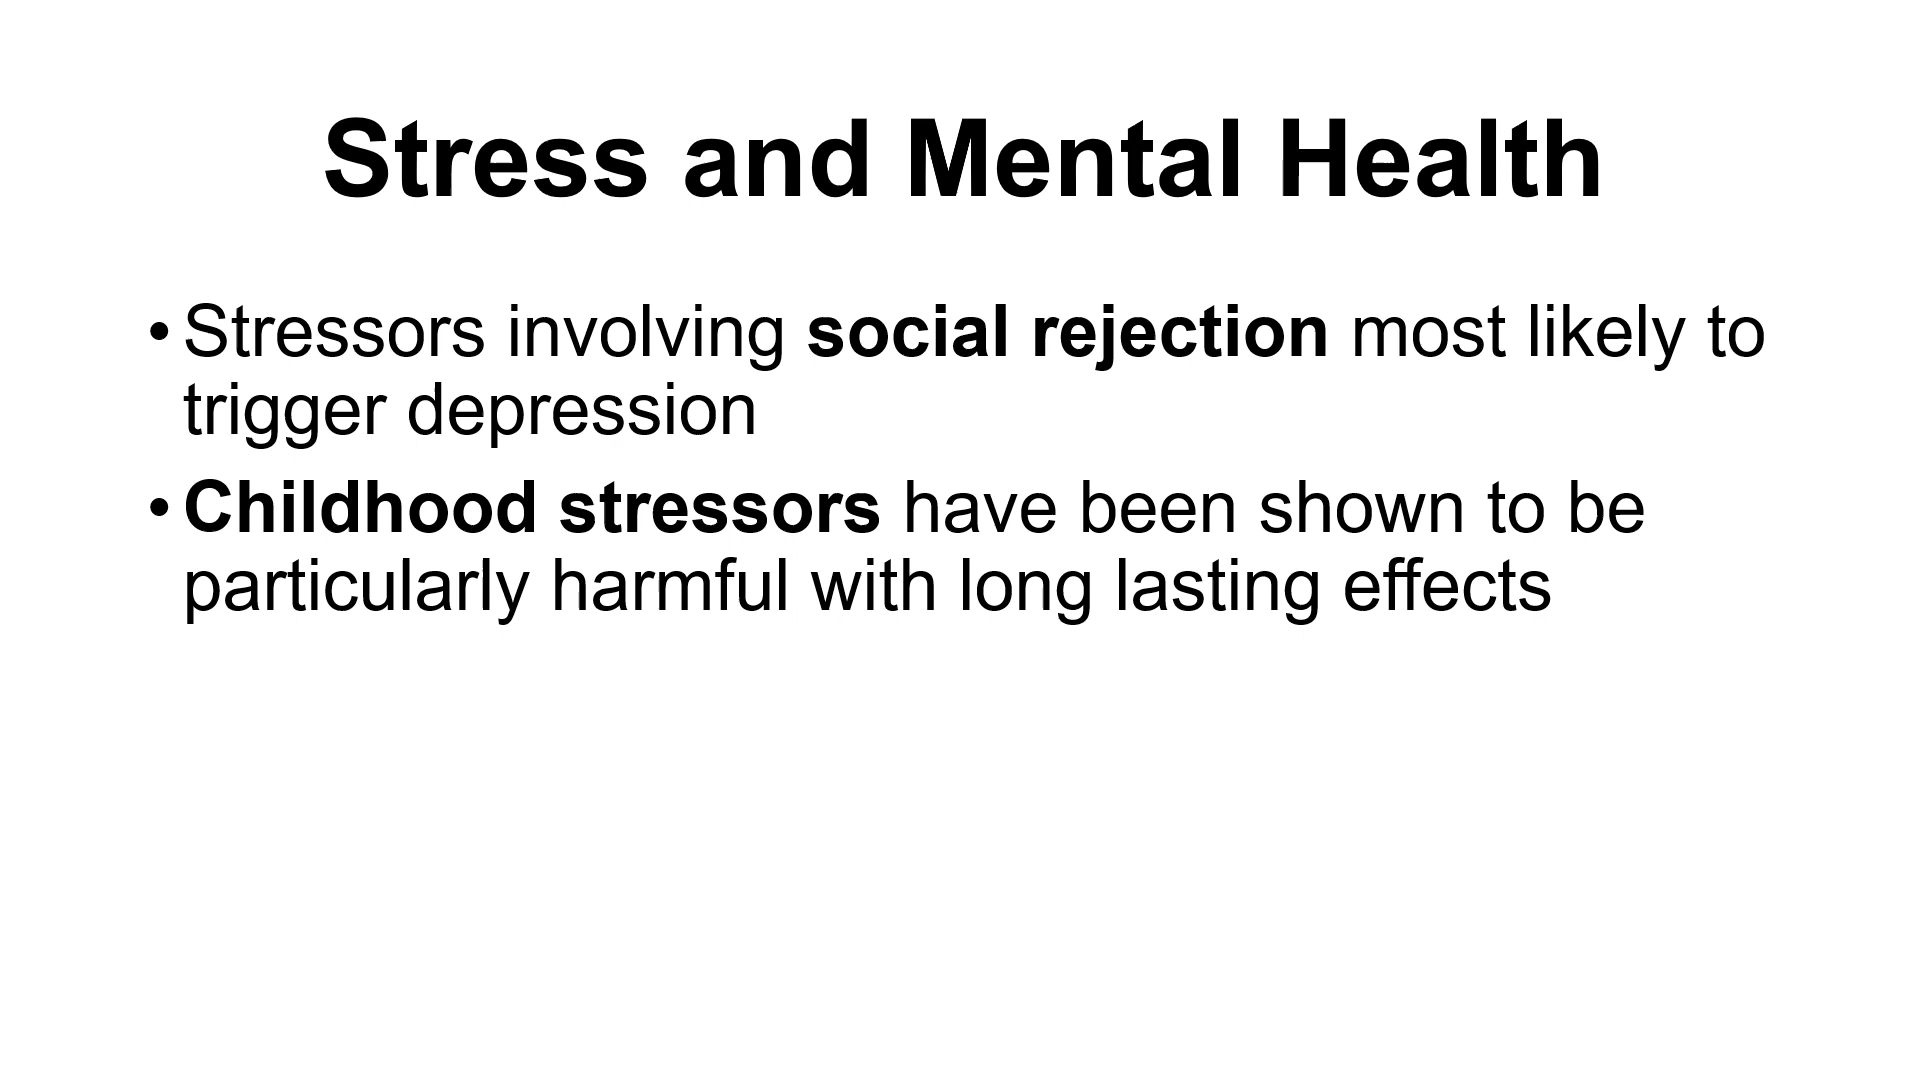 Stress and Mental Health
• Stressors involving social rejection most likely to
trigger depression
• Childhood stressors have been shown to be
particularly harmful with long lasting effects